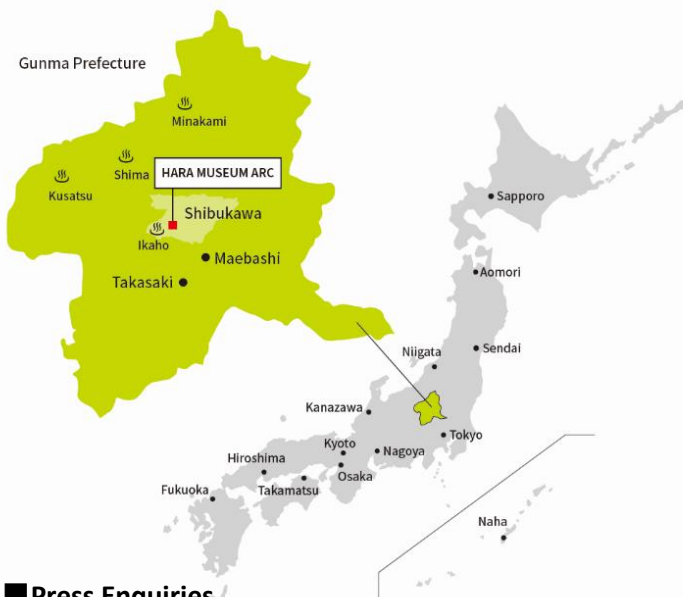 Gunma Prefecture
Minakami
Shima
Kusatsu
HARA MUSEUM ARC
Shibukawa
Ikaho
Maebashi
Takasaki
Sapporo
Aomori
Sendai
Niigata
Kanazawa
Tokyo
Kyoto
Nagoya
Hiroshima
Osaka
Fukuoka
Takamatsu
Naha
■Press Enquiries